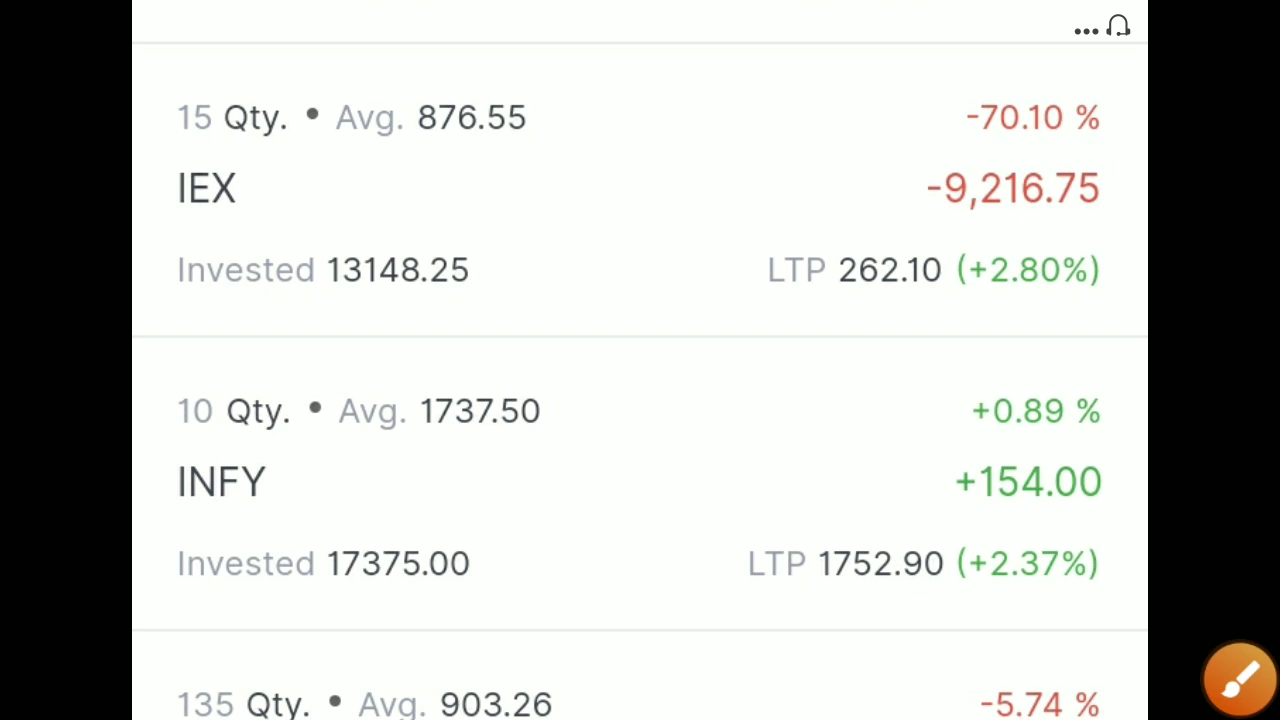 15 Qty. • Avg. 876.55 -70.10 %
IEX -9,216.75
Invested 13148.25 LTP 262.10 (+2.80%)
10 Qty. • Avg. 1737.50 +0.89 %
INFY +154.00
Invested 17375.00 LTP 1752.90 (+2.37%)
135 Qty. • Avg. 903.26 -5.74 %